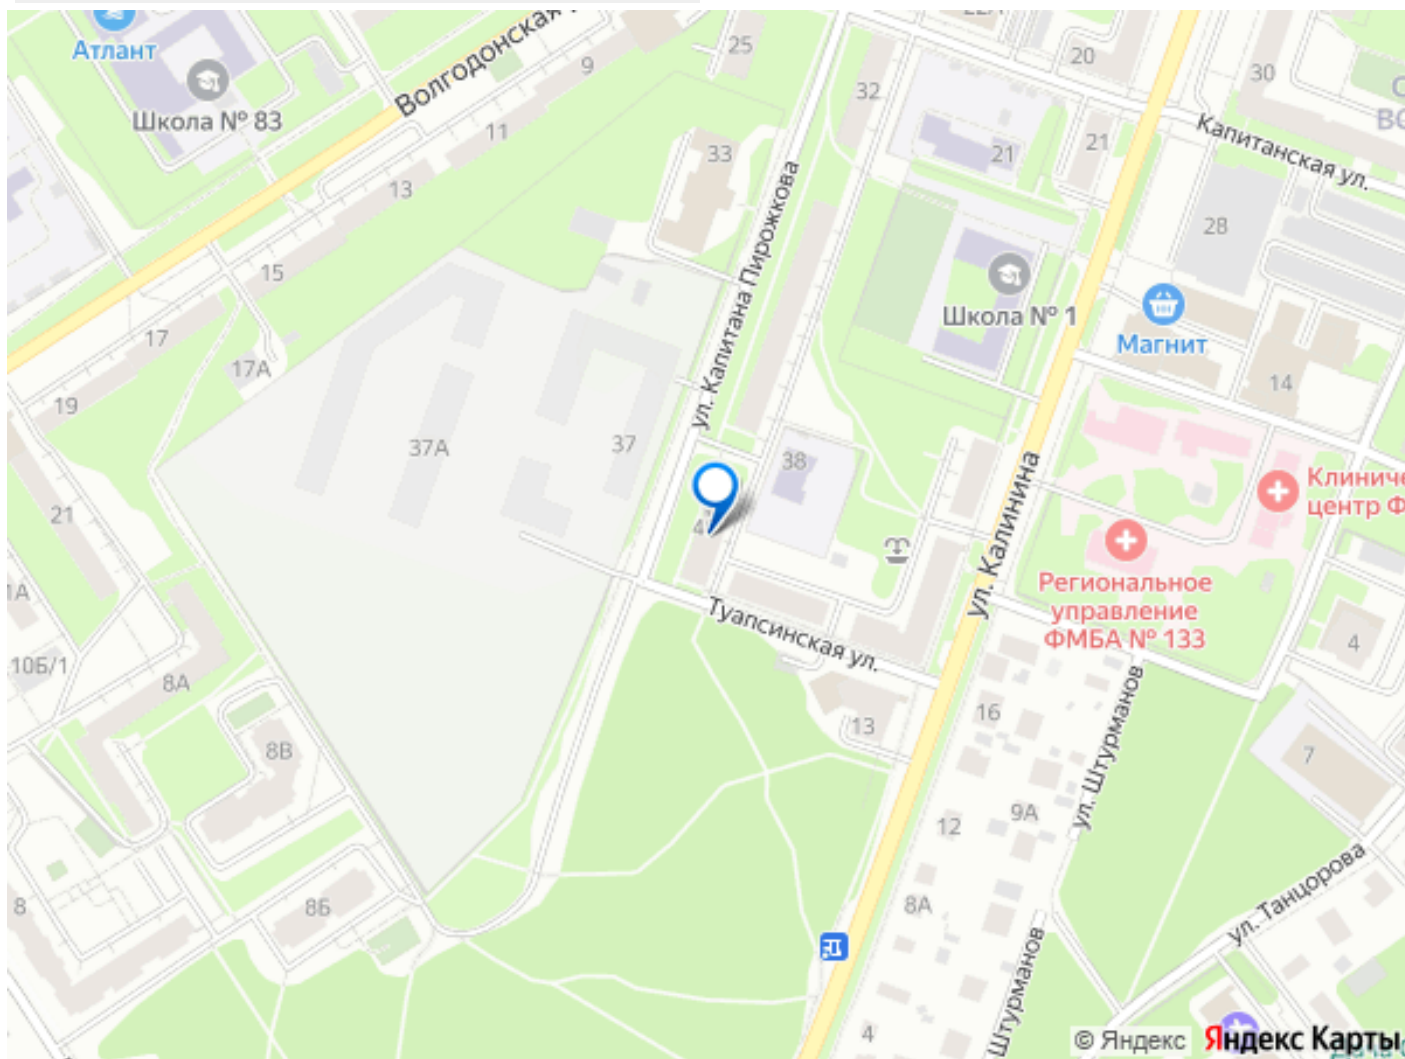 Атлант
Школа № 83
Волгодонская
25
9
11
13
15
17
17А
19
21
33
32
20
21
21
30
Капитанская ул.
28
ул. Капитана Пирожкова
Школа № 1
Магнит
14
37А
37
38
4
ул. Калинина
Клиниче
центр Ф
Региональное
управление
ФМБА № 133
4
Туапсинская ул.
13
16
12
9А
8А
7
ул. Штурманов
ул. Танцорова
1А
10Б/1
8А
8В
8Б
8
4
Штурманов
© Яндекс
Яндекс Карты